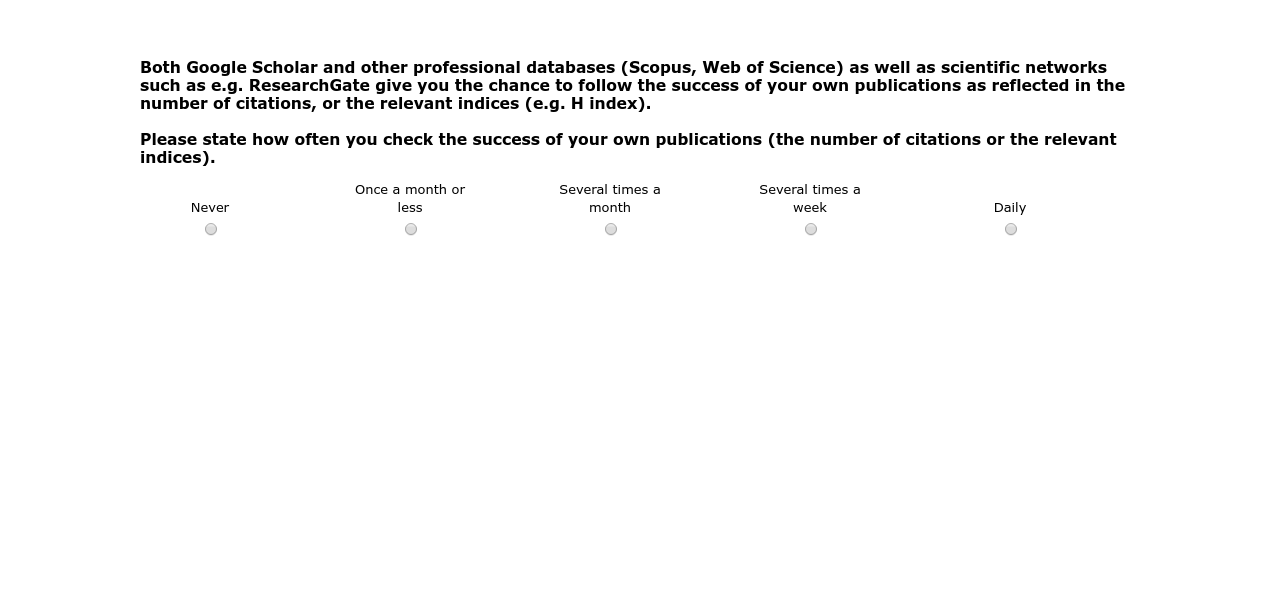 Both Google Scholar and other professional databases (Scopus, Web of Science) as well as scientific networks
such as e.g. ResearchGate give you the chance to follow the success of your own publications as reflected in the
number of citations, or the relevant indices (e.g. H index).
Please state how often you check the success of your own publications (the number of citations or the relevant
indices).
Never
Once a month or
less
Several times a
month
Several times a
week
Daily